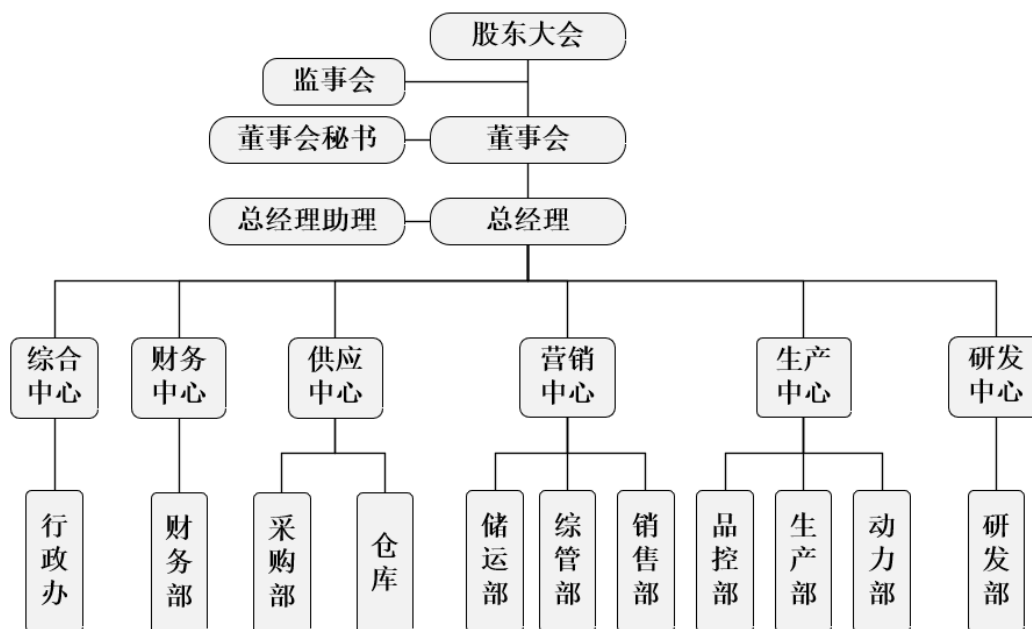 股东大会
监事会
董事会秘书
董事会
总经理助理
总经理
综合
中心
财务
中心
供应
中心
营销
中心
生产
中心
研发
中心
行政办
财务部
采购部
仓库
储运部
综管部
销售部
品控部
生产部
动力部
研发部